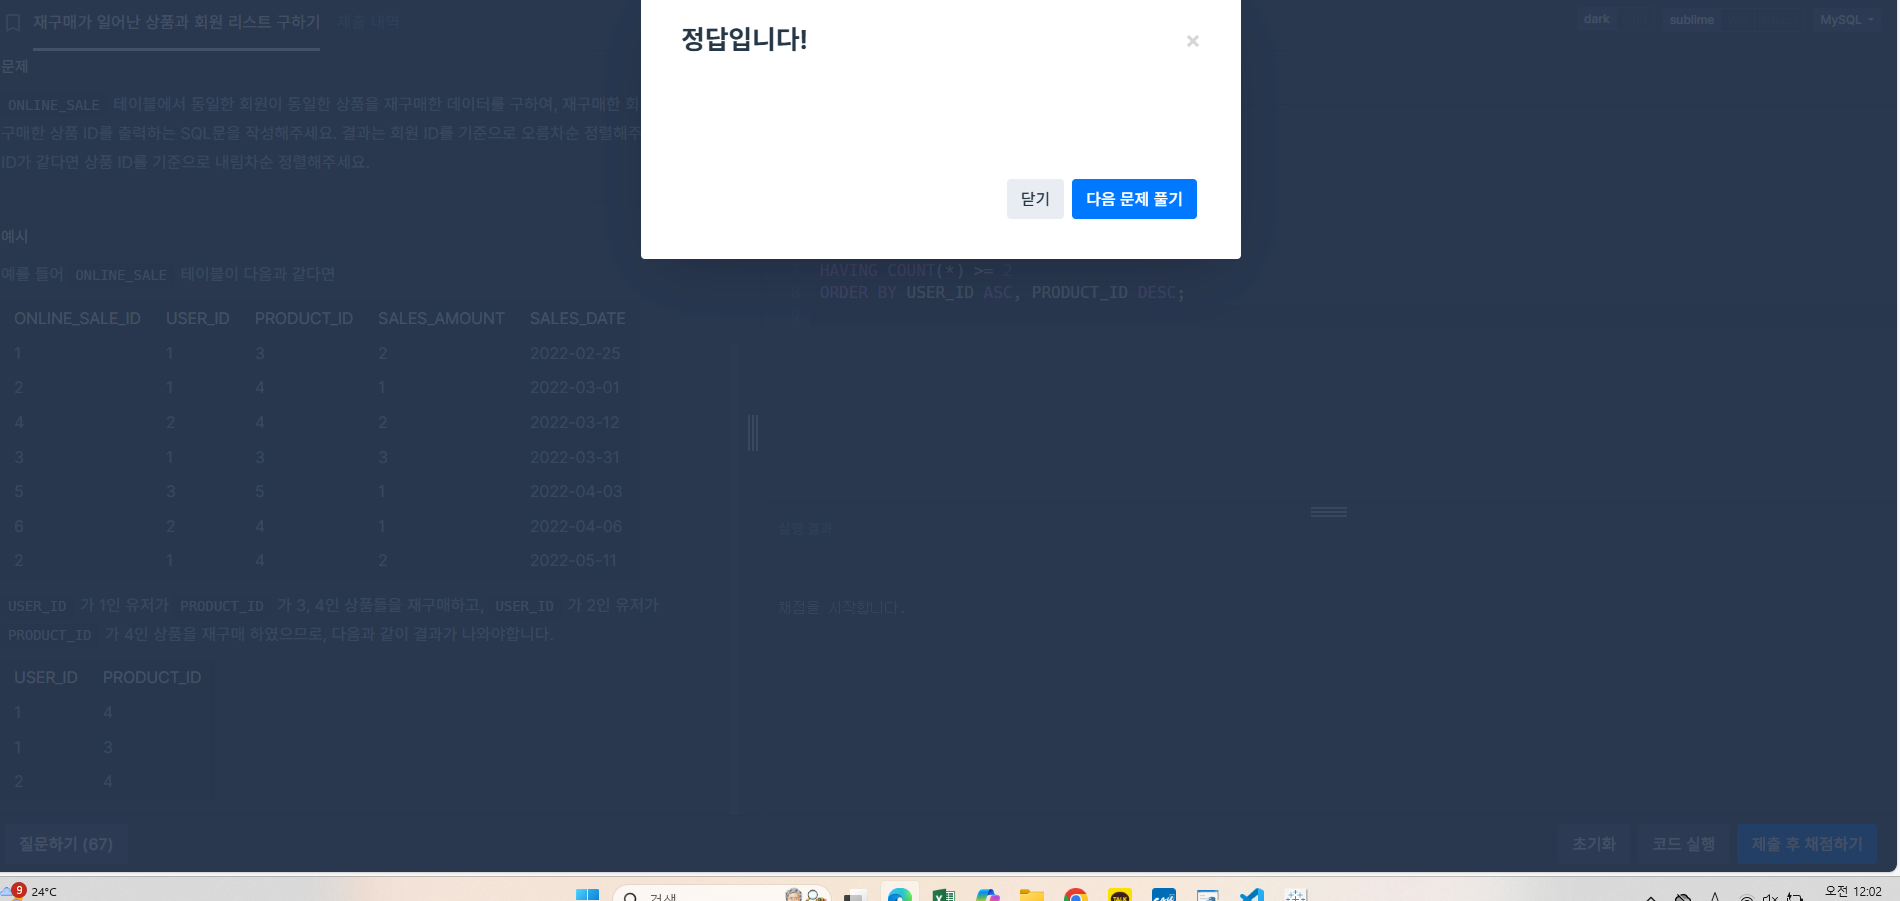 재구매가 일어난 상품과 회원 리스트 구하기 제출 내역
dark sublime MySQL
정답입니다! ×
문제
ONLINE_SALE 테이블에서 동일한 회원이 동일한 상품을 재구매한 데이터를 구하여, 재구매한 회
구매한 상품 ID를 출력하는 SQL문을 작성해주세요. 결과는 회원 ID를 기준으로 오름차순 정렬해주
ID가 같다면 상품 ID를 기준으로 내림차순 정렬해주세요.
닫기 다음 문제 풀기
예시
예를 들어 ONLINE_SALE 테이블이 다음과 같다면
HAVING COUNT(*) >= 2
8 ORDER BY USER_ID ASC, PRODUCT_ID DESC;
9
ONLINE_SALE_ID USER_ID PRODUCT_ID SALES_AMOUNT SALES_DATE
1 1 3 2 2022-02-25
2 1 4 1 2022-03-01
4 2 4 2 2022-03-12
3 1 3 3 2022-03-31
5 3 5 1 2022-04-03
6 2 4 1 2022-04-06
2 1 4 2 2022-05-11
실행 결과
채점을 시작합니다.
USER_ID 가 1인 유저가 PRODUCT_ID 가 3, 4인 상품들을 재구매하고, USER_ID 가 2인 유저가
PRODUCT_ID 가 4인 상품을 재구매 하였으므로, 다음과 같이 결과가 나와야합니다.
USER_ID PRODUCT_ID
1 4
1 3
2 4
질문하기 (67) 초기화 코드 실행 제출 후 채점하기
9 24°C 검색 TALK 오전 12:02